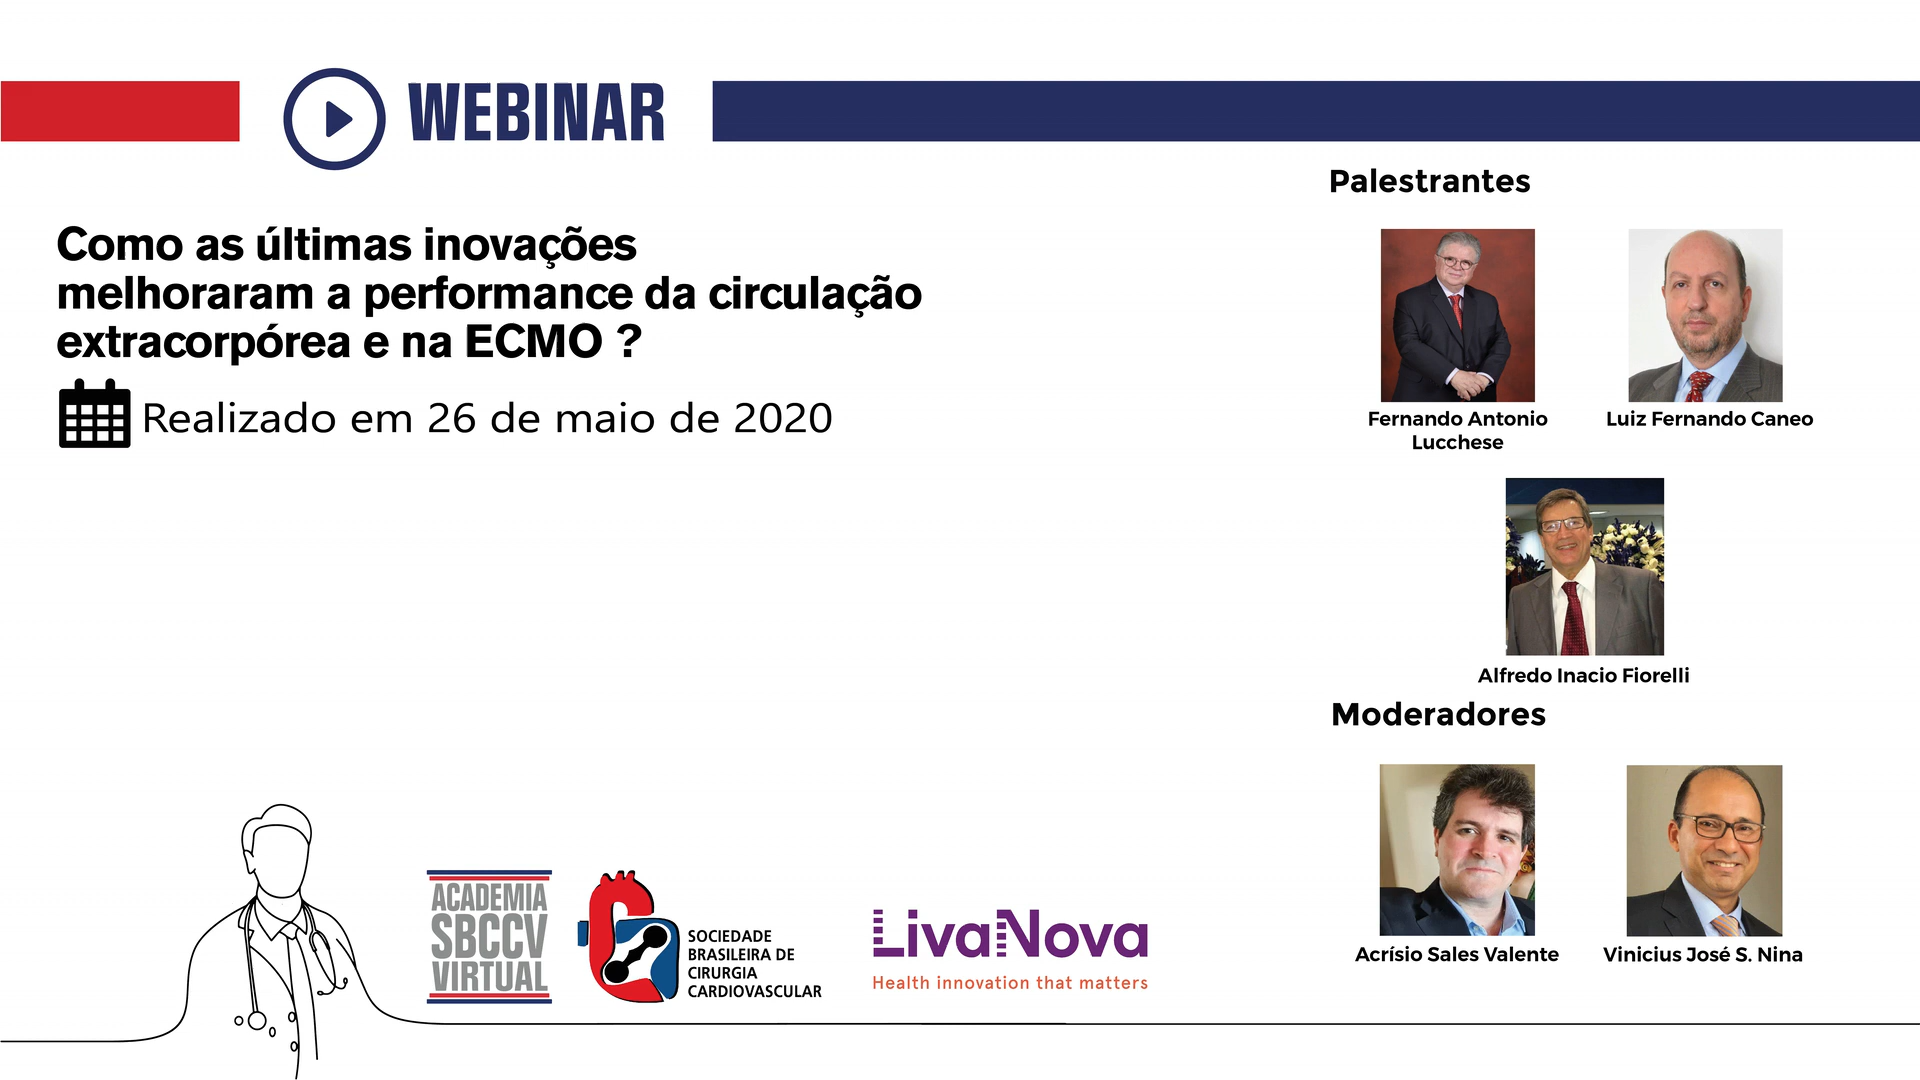 WEBINAR
Como as últimas inovações
melhoraram a performance da circulação
extracorpórea e na ECMO ?
Realizado em 26 de maio de 2020
Palestrantes
Fernando Antonio
Lucchese
Luiz Fernando Caneo
Alfredo Inacio Fiorelli
Moderadores
Acrísio Sales Valente
Vinicius José S. Nina
ACADEMIA
SBCCV
VIRTUAL
SOCIEDADE
BRASILEIRA DE
CIRURGIA
CARDIOVASCULAR
LivaNova
Health innovation that matters